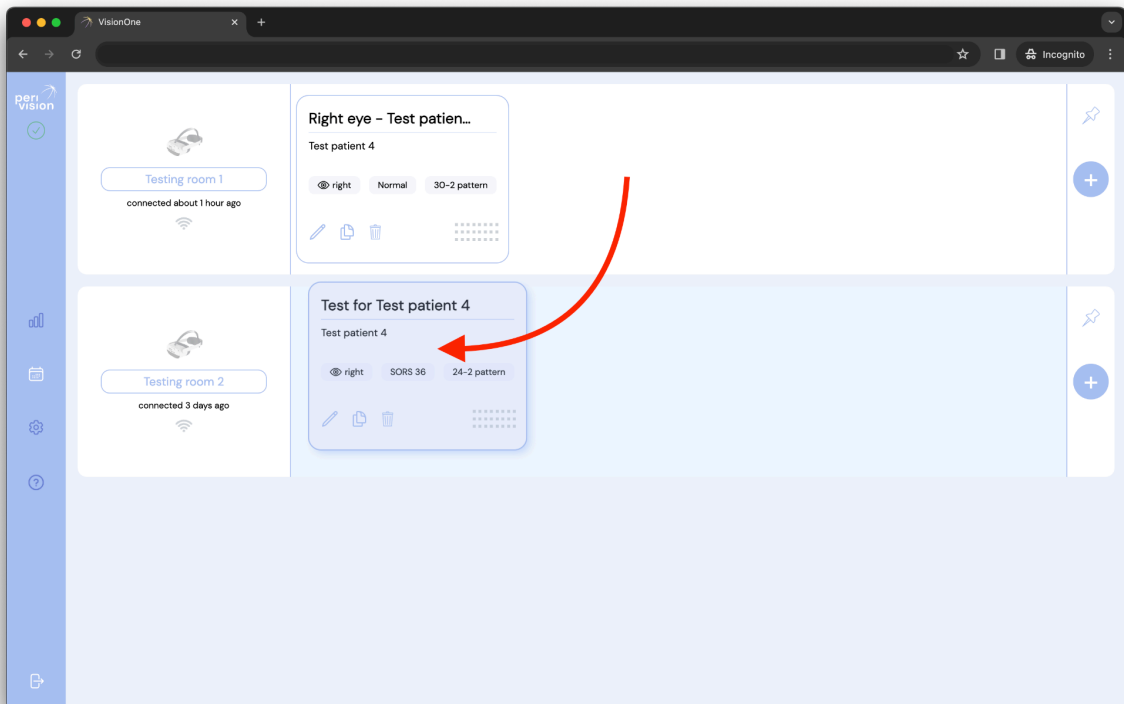 VisionOne
Incognito
peri
vision
Testing room 1
connected about 1 hour ago
Right eye - Test patien...
Test patient 4
right
Normal
30-2 pattern
Testing room 2
connected 3 days ago
Test for Test patient 4
Test patient 4
right
SORS 36
24-2 pattern